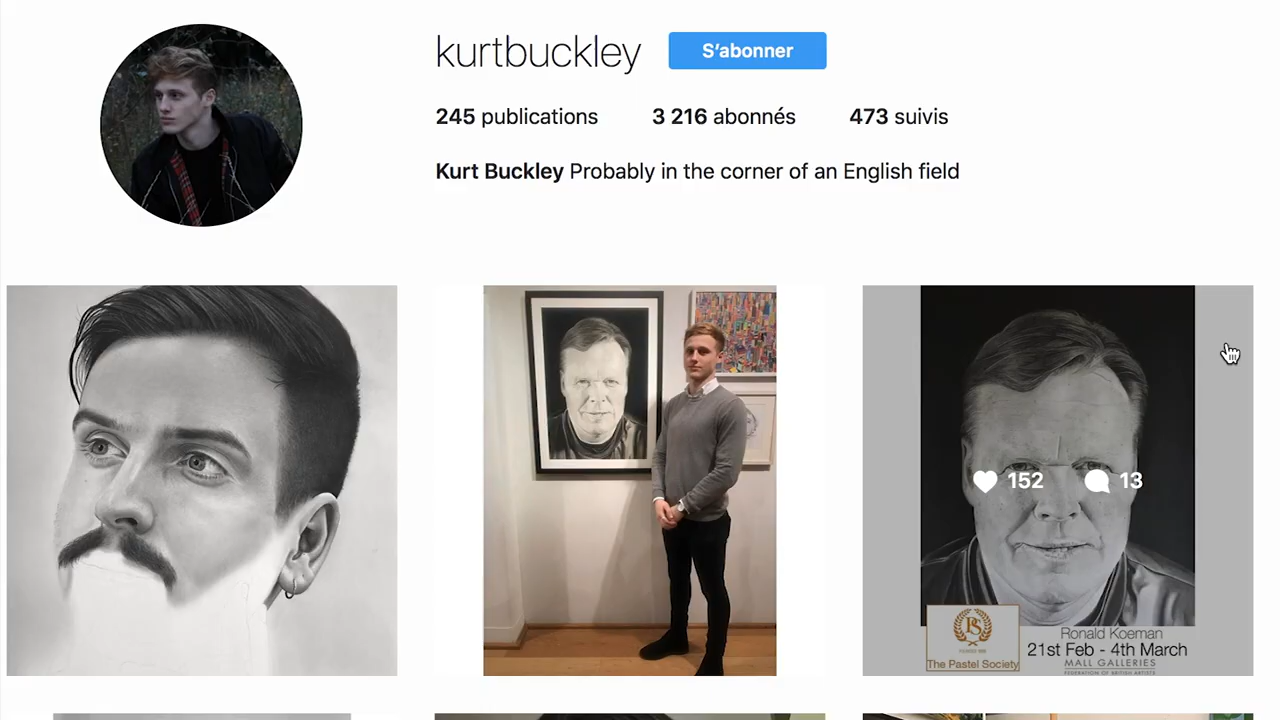 kurtbuckley S'abonner
245 publications 3 216 abonnés 473 suivis
Kurt Buckley Probably in the corner of an English field
152 13
PS
The Pastel Society
Ronald Koeman
21st Feb - 4th March
MALL GALLERIES
FEDERATION OF BRITISH ARTISTS